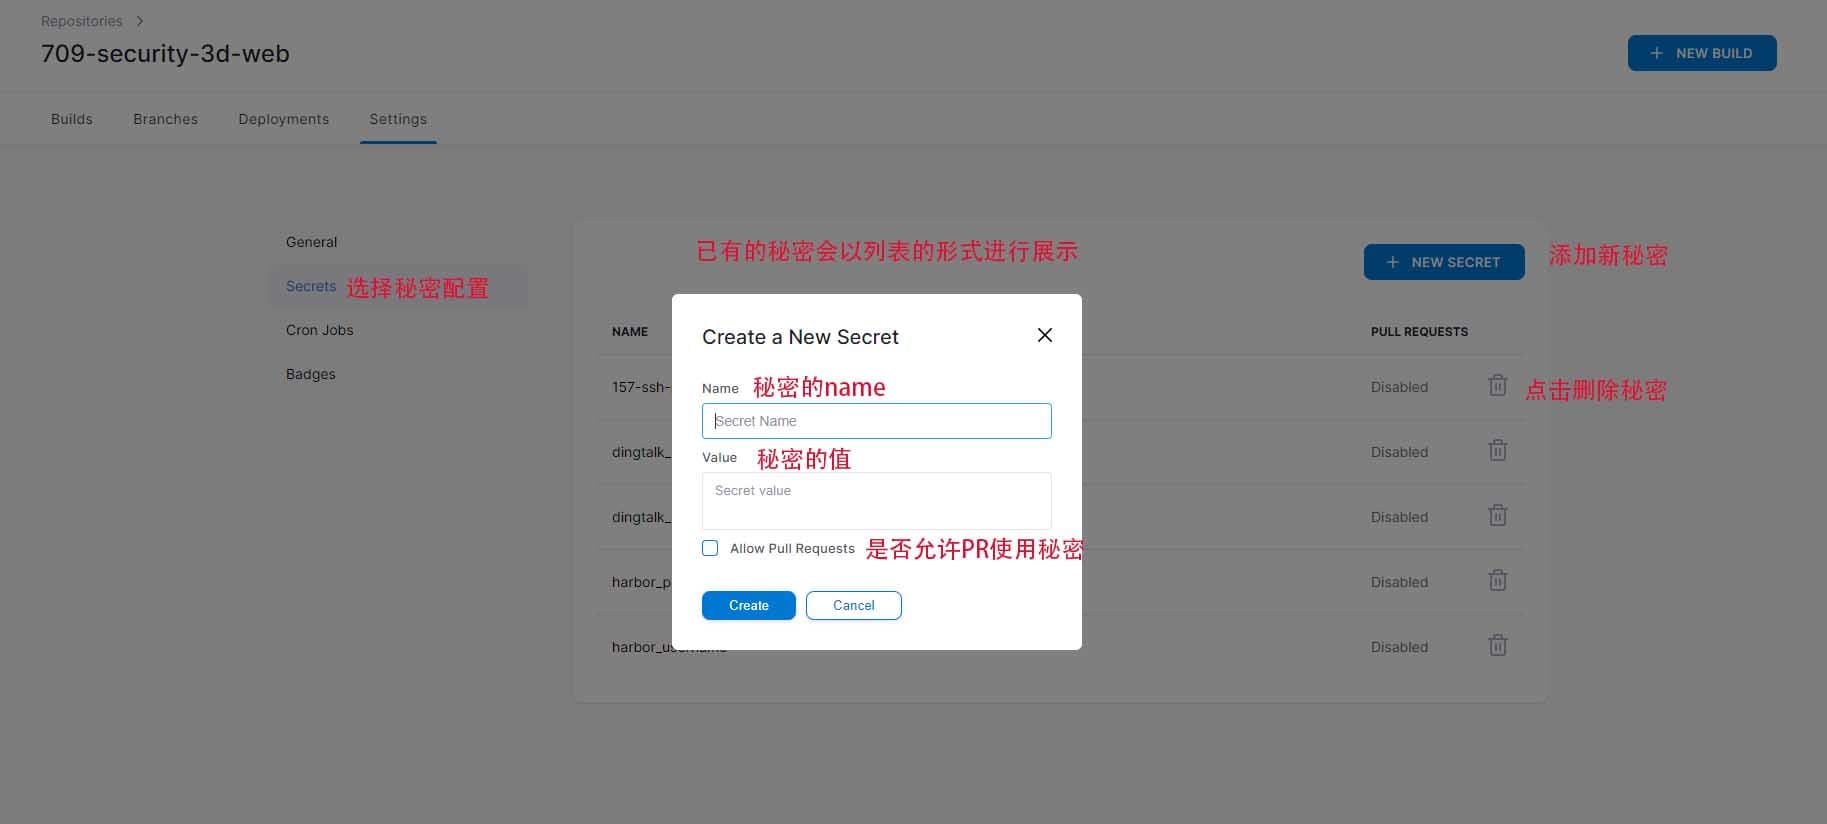 Repositories
709-security-3d-web
NEW BUILD
Builds Branches Deployments Settings
General
Secrets 选择秘密配置
Cron Jobs
Badges
已有的秘密会以列表的形式进行展示
NEW SECRET 添加新秘密
NAME PULL REQUESTS
157-ssh- Disabled 点击删除秘密
dingtalk_ Disabled
dingtalk_ Disabled
harbor_p Disabled
harbor_username Disabled
Create a New Secret
Name 秘密的name
Secret Name
Value 秘密的值
Secret value
Allow Pull Requests 是否允许PR使用秘密
Create Cancel